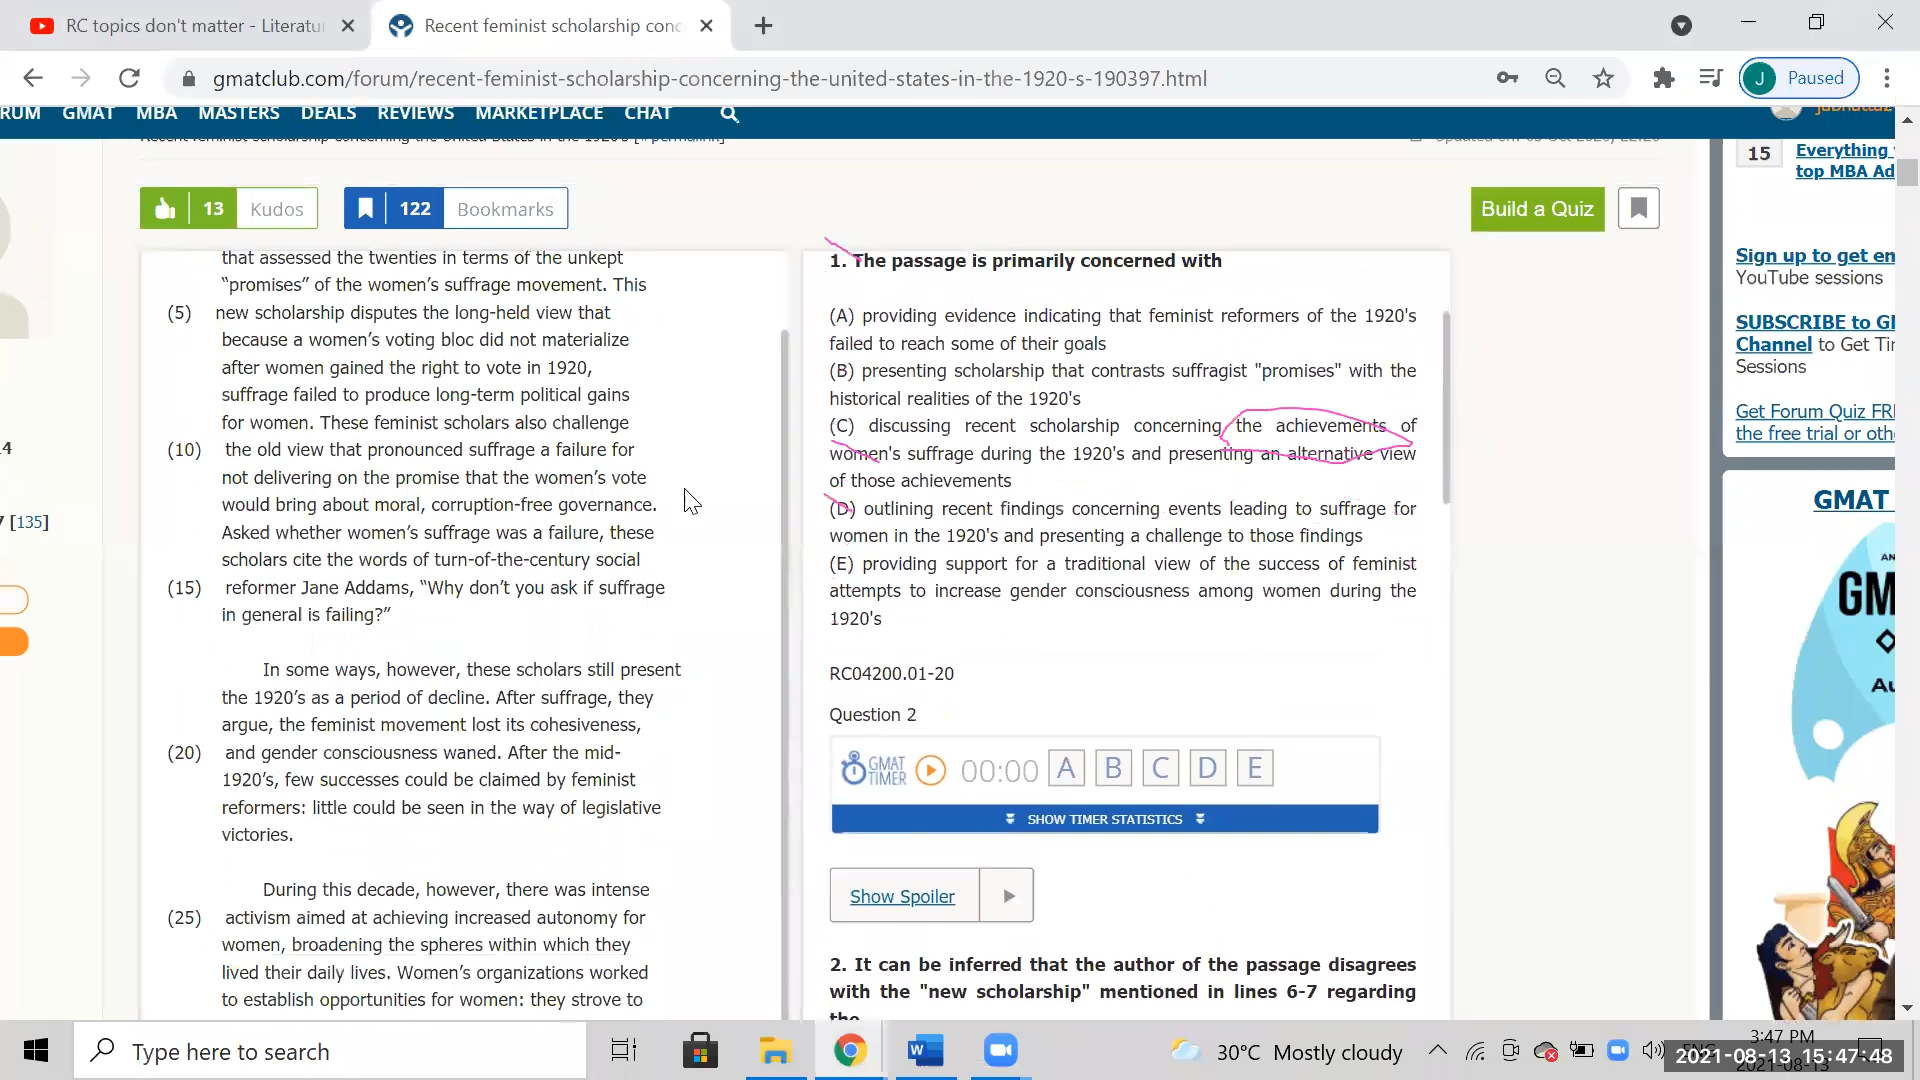 RC topics don't matter - Literatu
Recent feminist scholarship conc
gmatclub.com/forum/recent-feminist-scholarship-concerning-the-united-states-in-the-1920-s-190397.html
J Paused
RUM GMAT MBA MASTERS DEALS REVIEWS MARKETPLACE CHAT
13 Kudos
122 Bookmarks
Build a Quiz
that assessed the twenties in terms of the unkept
“promises” of the women’s suffrage movement. This
(5) new scholarship disputes the long-held view that
because a women’s voting bloc did not materialize
after women gained the right to vote in 1920,
suffrage failed to produce long-term political gains
for women. These feminist scholars also challenge
(10) the old view that pronounced suffrage a failure for
not delivering on the promise that the women’s vote
would bring about moral, corruption-free governance.
Asked whether women’s suffrage was a failure, these
scholars cite the words of turn-of-the-century social
(15) reformer Jane Addams, “Why don’t you ask if suffrage
in general is failing?”
In some ways, however, these scholars still present
the 1920’s as a period of decline. After suffrage, they
argue, the feminist movement lost its cohesiveness,
(20) and gender consciousness waned. After the mid-
1920’s, few successes could be claimed by feminist
reformers: little could be seen in the way of legislative
victories.
During this decade, however, there was intense
(25) activism aimed at achieving increased autonomy for
women, broadening the spheres within which they
lived their daily lives. Women’s organizations worked
to establish opportunities for women: they strove to
1. The passage is primarily concerned with
(A) providing evidence indicating that feminist reformers of the 1920's
failed to reach some of their goals
(B) presenting scholarship that contrasts suffragist "promises" with the
historical realities of the 1920's
(C) discussing recent scholarship concerning the achievements of
women's suffrage during the 1920's and presenting an alternative view
of those achievements
(D) outlining recent findings concerning events leading to suffrage for
women in the 1920's and presenting a challenge to those findings
(E) providing support for a traditional view of the success of feminist
attempts to increase gender consciousness among women during the
1920's
RC04200.01-20
Question 2
GMAT
TIMER
00:00 A B C D E
SHOW TIMER STATISTICS
Show Spoiler
2. It can be inferred that the author of the passage disagrees
with the "new scholarship" mentioned in lines 6-7 regarding
the
15
Everything
top MBA Ad
Sign up to get en
YouTube sessions
SUBSCRIBE to GI
Channel to Get Tir
Sessions
Get Forum Quiz FRI
the free trial or oth
GMAT
AN
GM
Au
4
7 [135]
Type here to search
30°C Mostly cloudy
3:47 PM
2021-08-13 15:47:48